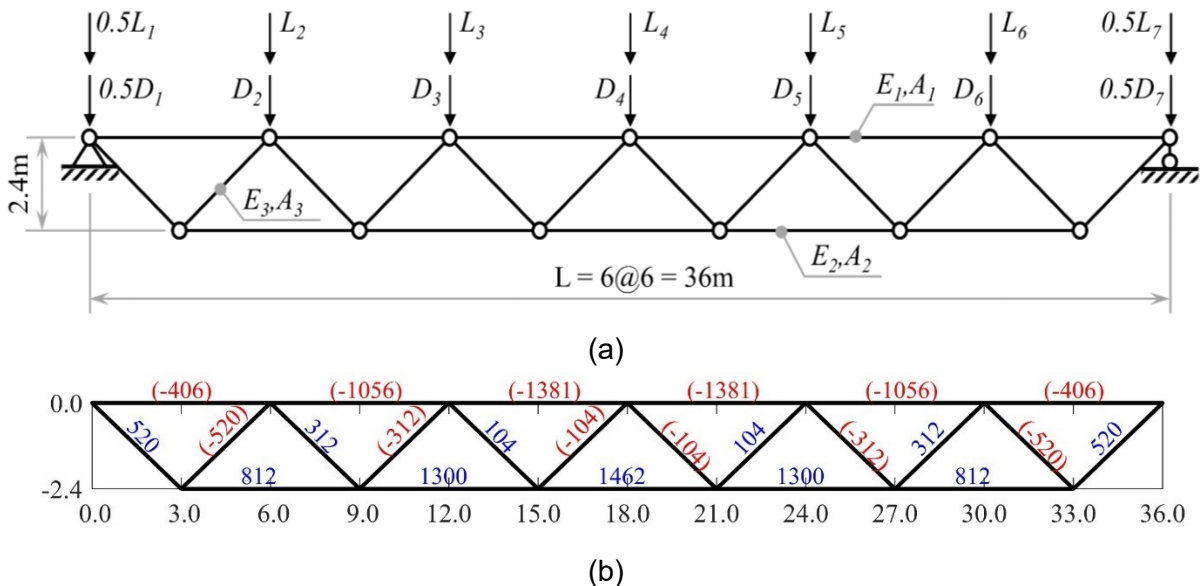 0.5L1 L2 L3 L4 L5 L6 0.5L7
0.5D1 D2 D3 D4 D5 E1,A1 D6 0.5D7
2.4m
E3,A3
E2,A2
L = 6@6 = 36m
(a)
(-406) (-1056) (-1381) (-1381) (-1056) (-406)
0.0
520 (-520) 312 (-312) 104 (-104) (-104) 104 (-312) 312 (-520) 520
812 1300 1462 1300 812
-2.4
0.0 3.0 6.0 9.0 12.0 15.0 18.0 21.0 24.0 27.0 30.0 33.0 36.0
(b)